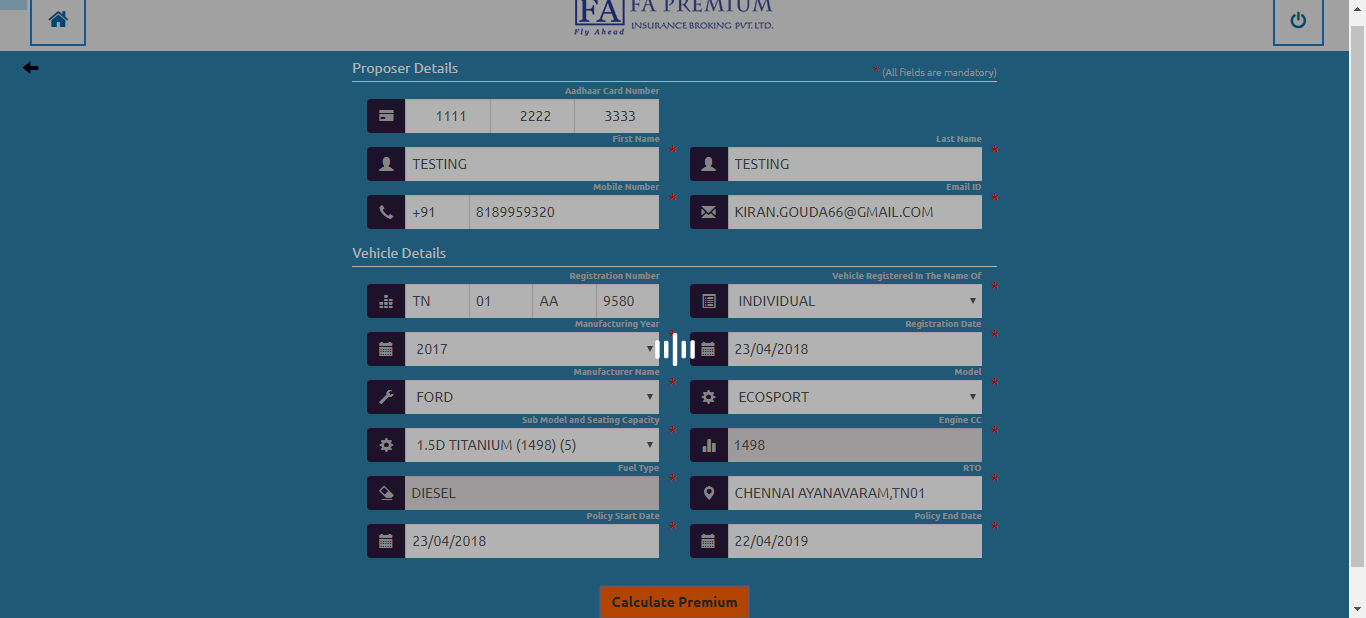 FA PREMIUM
FA
INSURANCE BROKING PVT. LTD.
Fly Ahead
Proposer Details
* (All fields are mandatory)
Aadhaar Card Number
1111 2222 3333
First Name * Last Name *
TESTING TESTING
Mobile Number * Email ID *
+91 8189959320 KIRAN.GOUDA66@GMAIL.COM
Vehicle Details
Registration Number Vehicle Registered In The Name Of *
TN 01 AA 9580 INDIVIDUAL
Manufacturing Year * Registration Date *
2017 23/04/2018
Manufacturer Name * Model *
FORD ECOSPORT
Sub Model and Seating Capacity * Engine CC *
1.5D TITANIUM (1498) (5) 1498
Fuel Type * RTO *
DIESEL CHENNAI AYANAVARAM,TN01
Policy Start Date * Policy End Date *
23/04/2018 22/04/2019
Calculate Premium